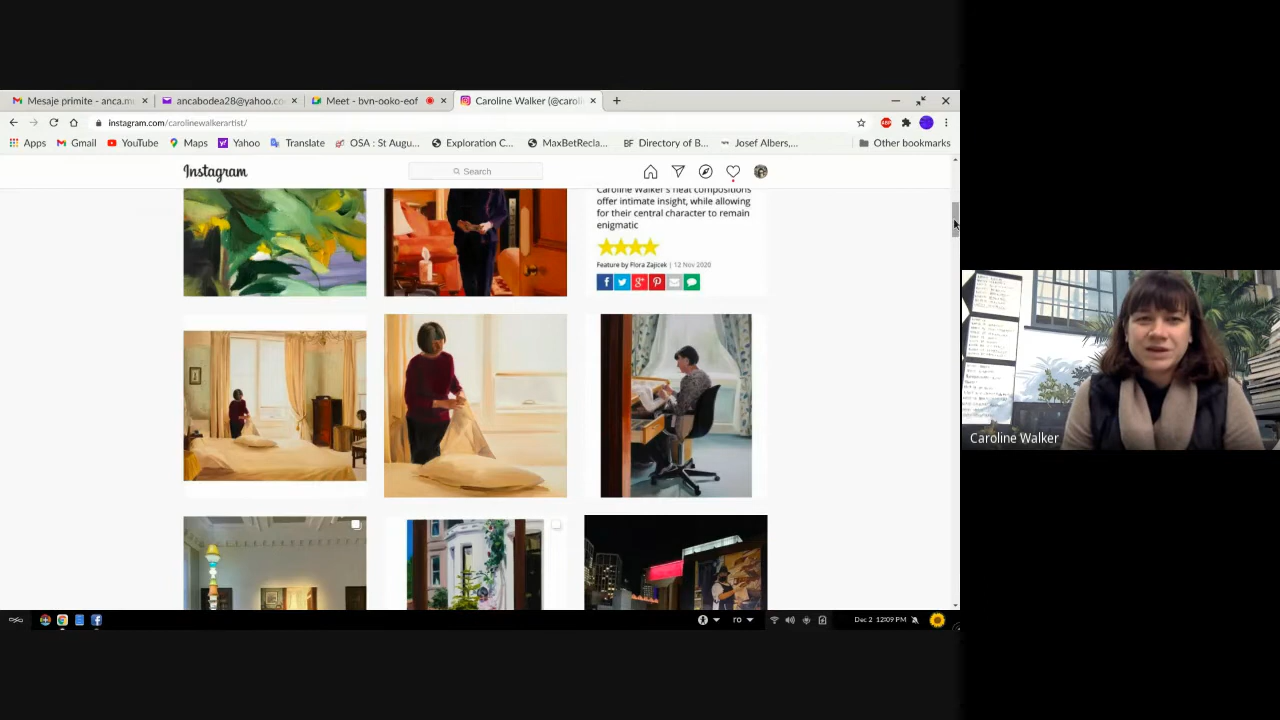 Mesaje primite - anca.m
ancabodea28@yahoo.co
Meet - bvn-ooko-eof
Caroline Walker (@caroli
instagram.com/carolinewalkerartist/
ABP
Apps
Gmail
YouTube
Maps
Yahoo
Translate
OSA : St Augu...
Exploration C...
MaxBetRecla...
BF Directory of B...
Josef Albers,...
Other bookmarks
Instagram
Search
Caroline Walker's neat compositions
offer intimate insight, while allowing
for their central character to remain
enigmatic
Feature by Flora Zajicek | 12 Nov 2020
Caroline Walker
ro
Dec 2 12:09 PM